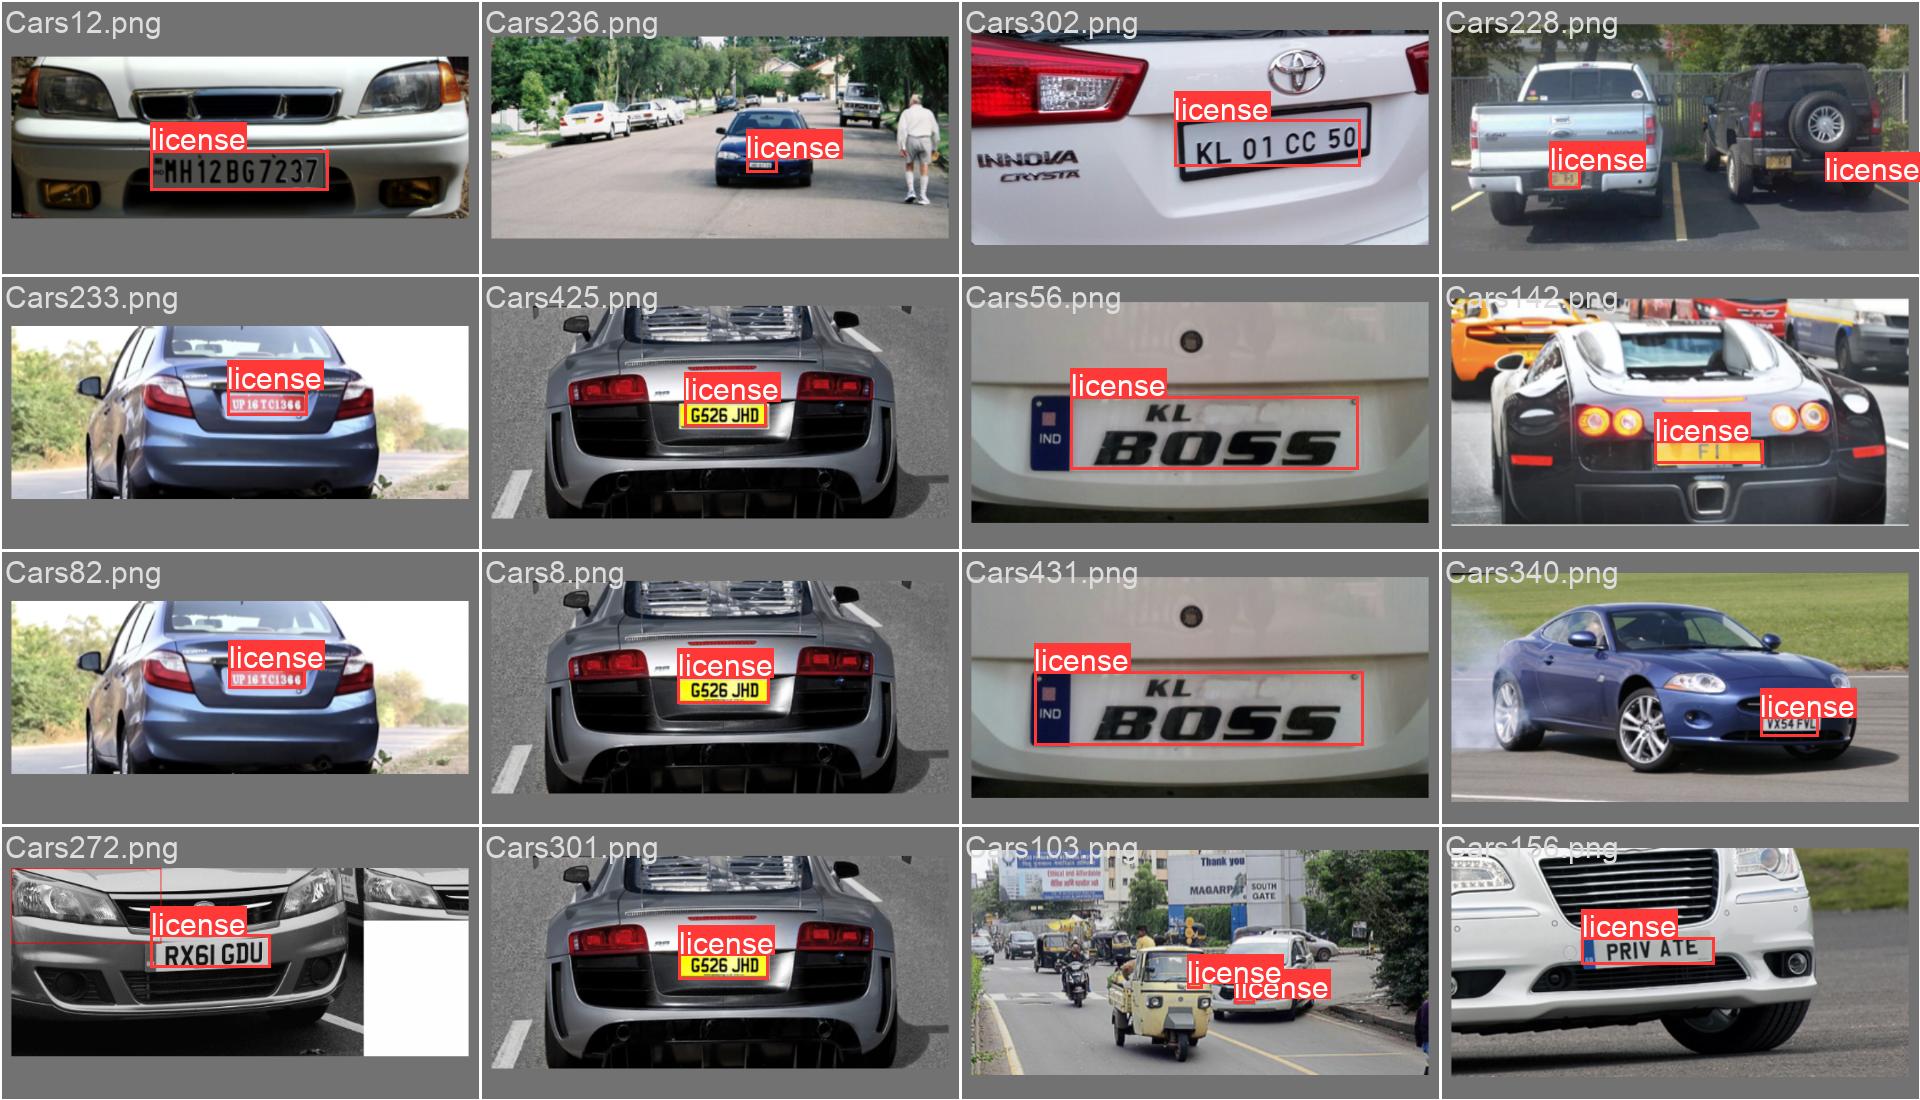 Cars12.png
license
MH12BG7237
Cars236.png
license
Cars302.png
license
KL 01 CC 50
INNOVA
CRYSTA
Cars228.png
license
license
Cars233.png
license
UP16TC1366
Cars425.png
license
G526 JHD
Cars56.png
license
KL
IND
BOSS
Cars142.png
license
F1
Cars82.png
license
UP16TC1366
Cars8.png
license
G526 JHD
Cars431.png
license
KL
IND
BOSS
Cars340.png
license
VX54 FVL
Cars272.png
license
RX61 GDU
Cars301.png
license
G526 JHD
Cars103.png
Thank you
MAGARP
SOUTH
GATE
license
license
Cars156.png
license
PRIV ATE